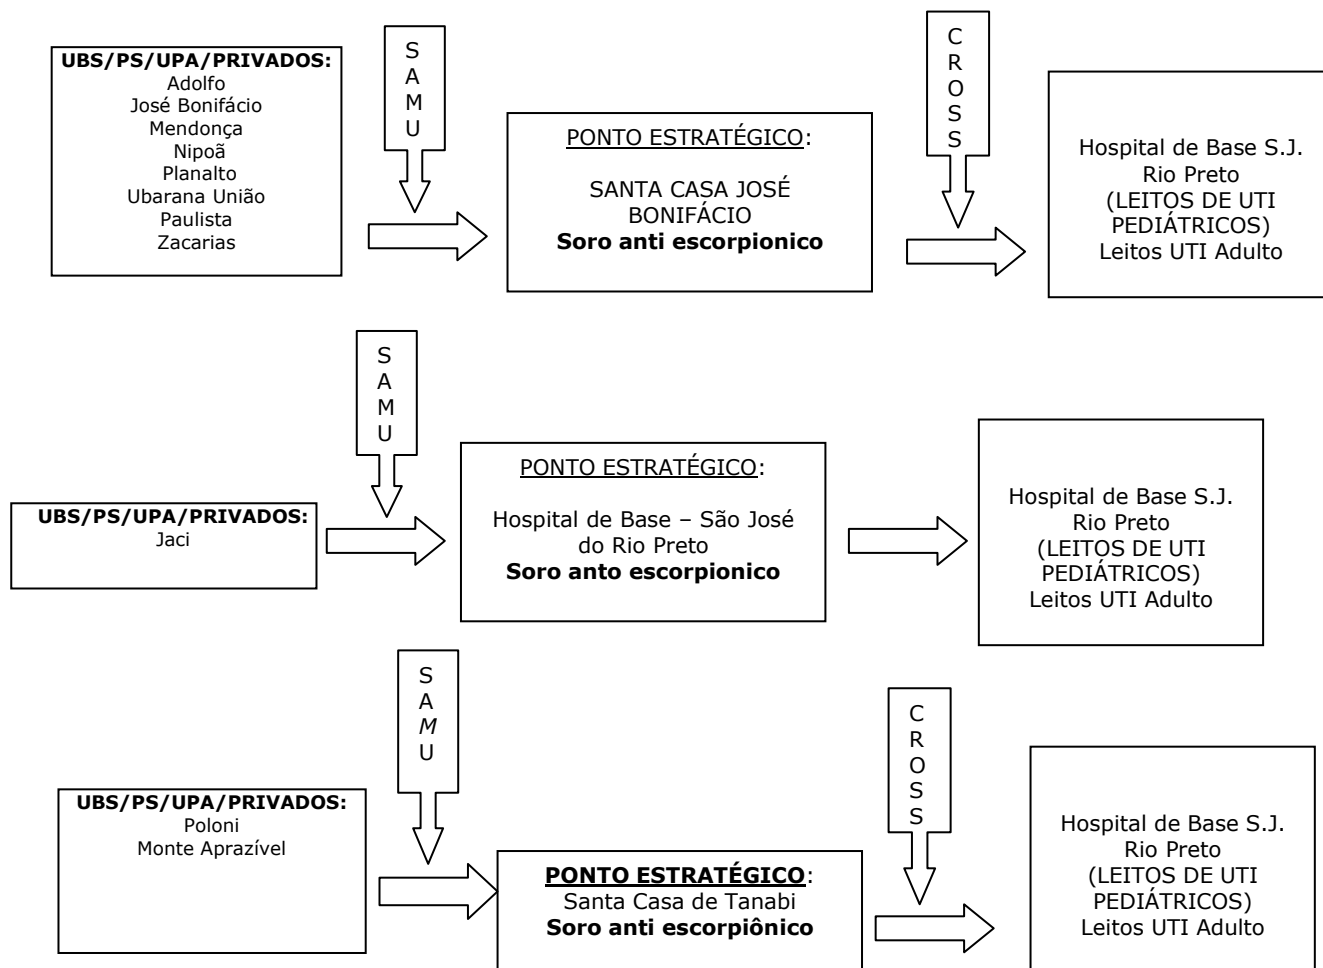 UBS/PS/UPA/PRIVADOS:
Adolfo
José Bonifácio
Mendonça
Nipoã
Planalto
Ubarana União
Paulista
Zacarias
S
A
M
U
PONTO ESTRATÉGICO:
SANTA CASA JOSÉ
BONIFÁCIO
Soro anti escorpionico
C
R
O
S
S
Hospital de Base S.J.
Rio Preto
(LEITOS DE UTI
PEDIÁTRICOS)
Leitos UTI Adulto
UBS/PS/UPA/PRIVADOS:
Jaci
S
A
M
U
PONTO ESTRATÉGICO:
Hospital de Base – São José
do Rio Preto
Soro anto escorpionico
Hospital de Base S.J.
Rio Preto
(LEITOS DE UTI
PEDIÁTRICOS)
Leitos UTI Adulto
UBS/PS/UPA/PRIVADOS:
Poloni
Monte Aprazível
S
A
M
U
PONTO ESTRATÉGICO:
Santa Casa de Tanabi
Soro anti escorpiônico
C
R
O
S
S
Hospital de Base S.J.
Rio Preto
(LEITOS DE UTI
PEDIÁTRICOS)
Leitos UTI Adulto